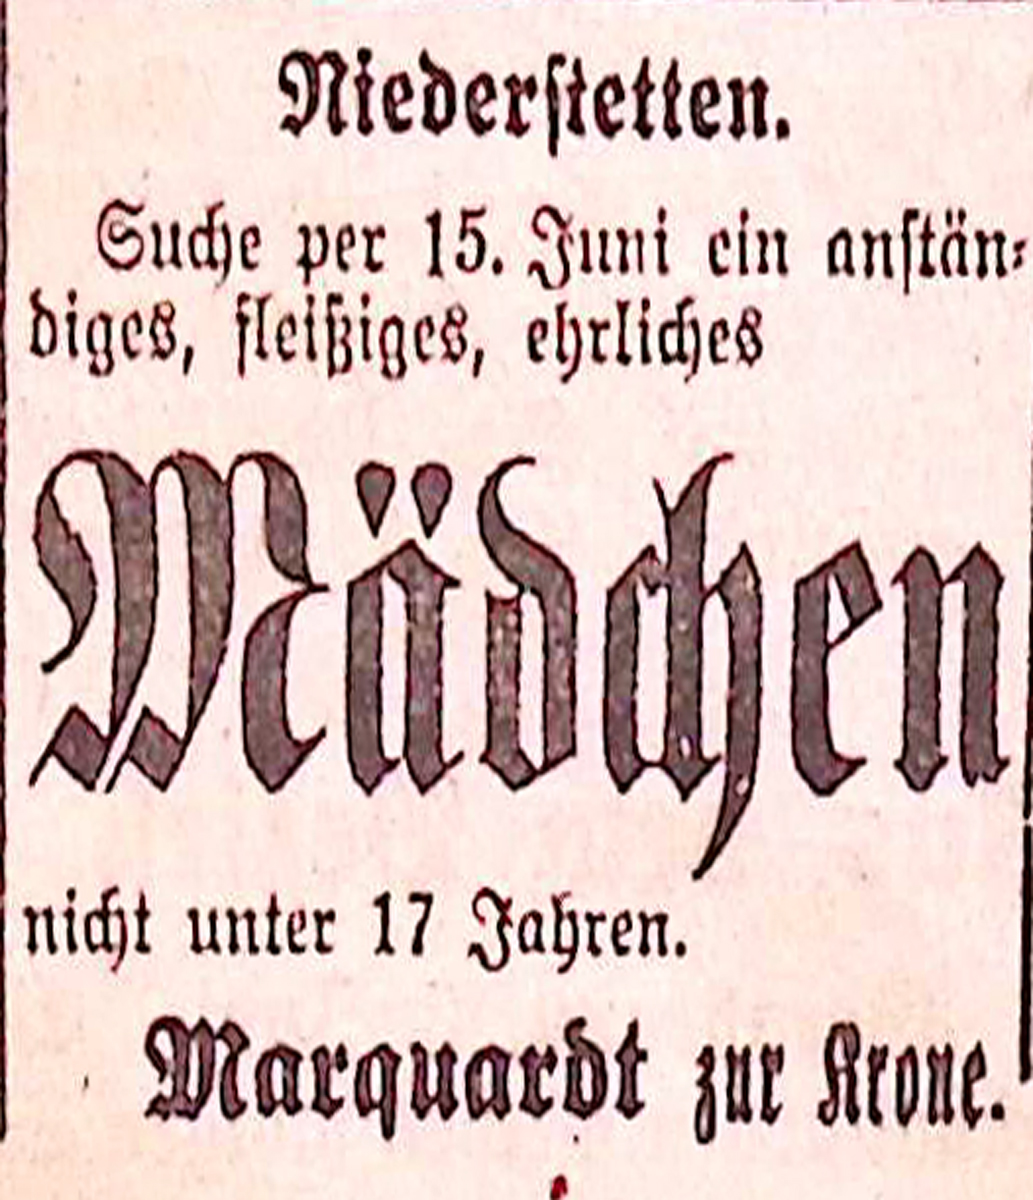 Niederstetten.
Suche per 15. Juni ein anstän-
diges, fleißiges, ehrliches
Mädchen
nicht unter 17 Jahren.
Marquardt zur Krone.